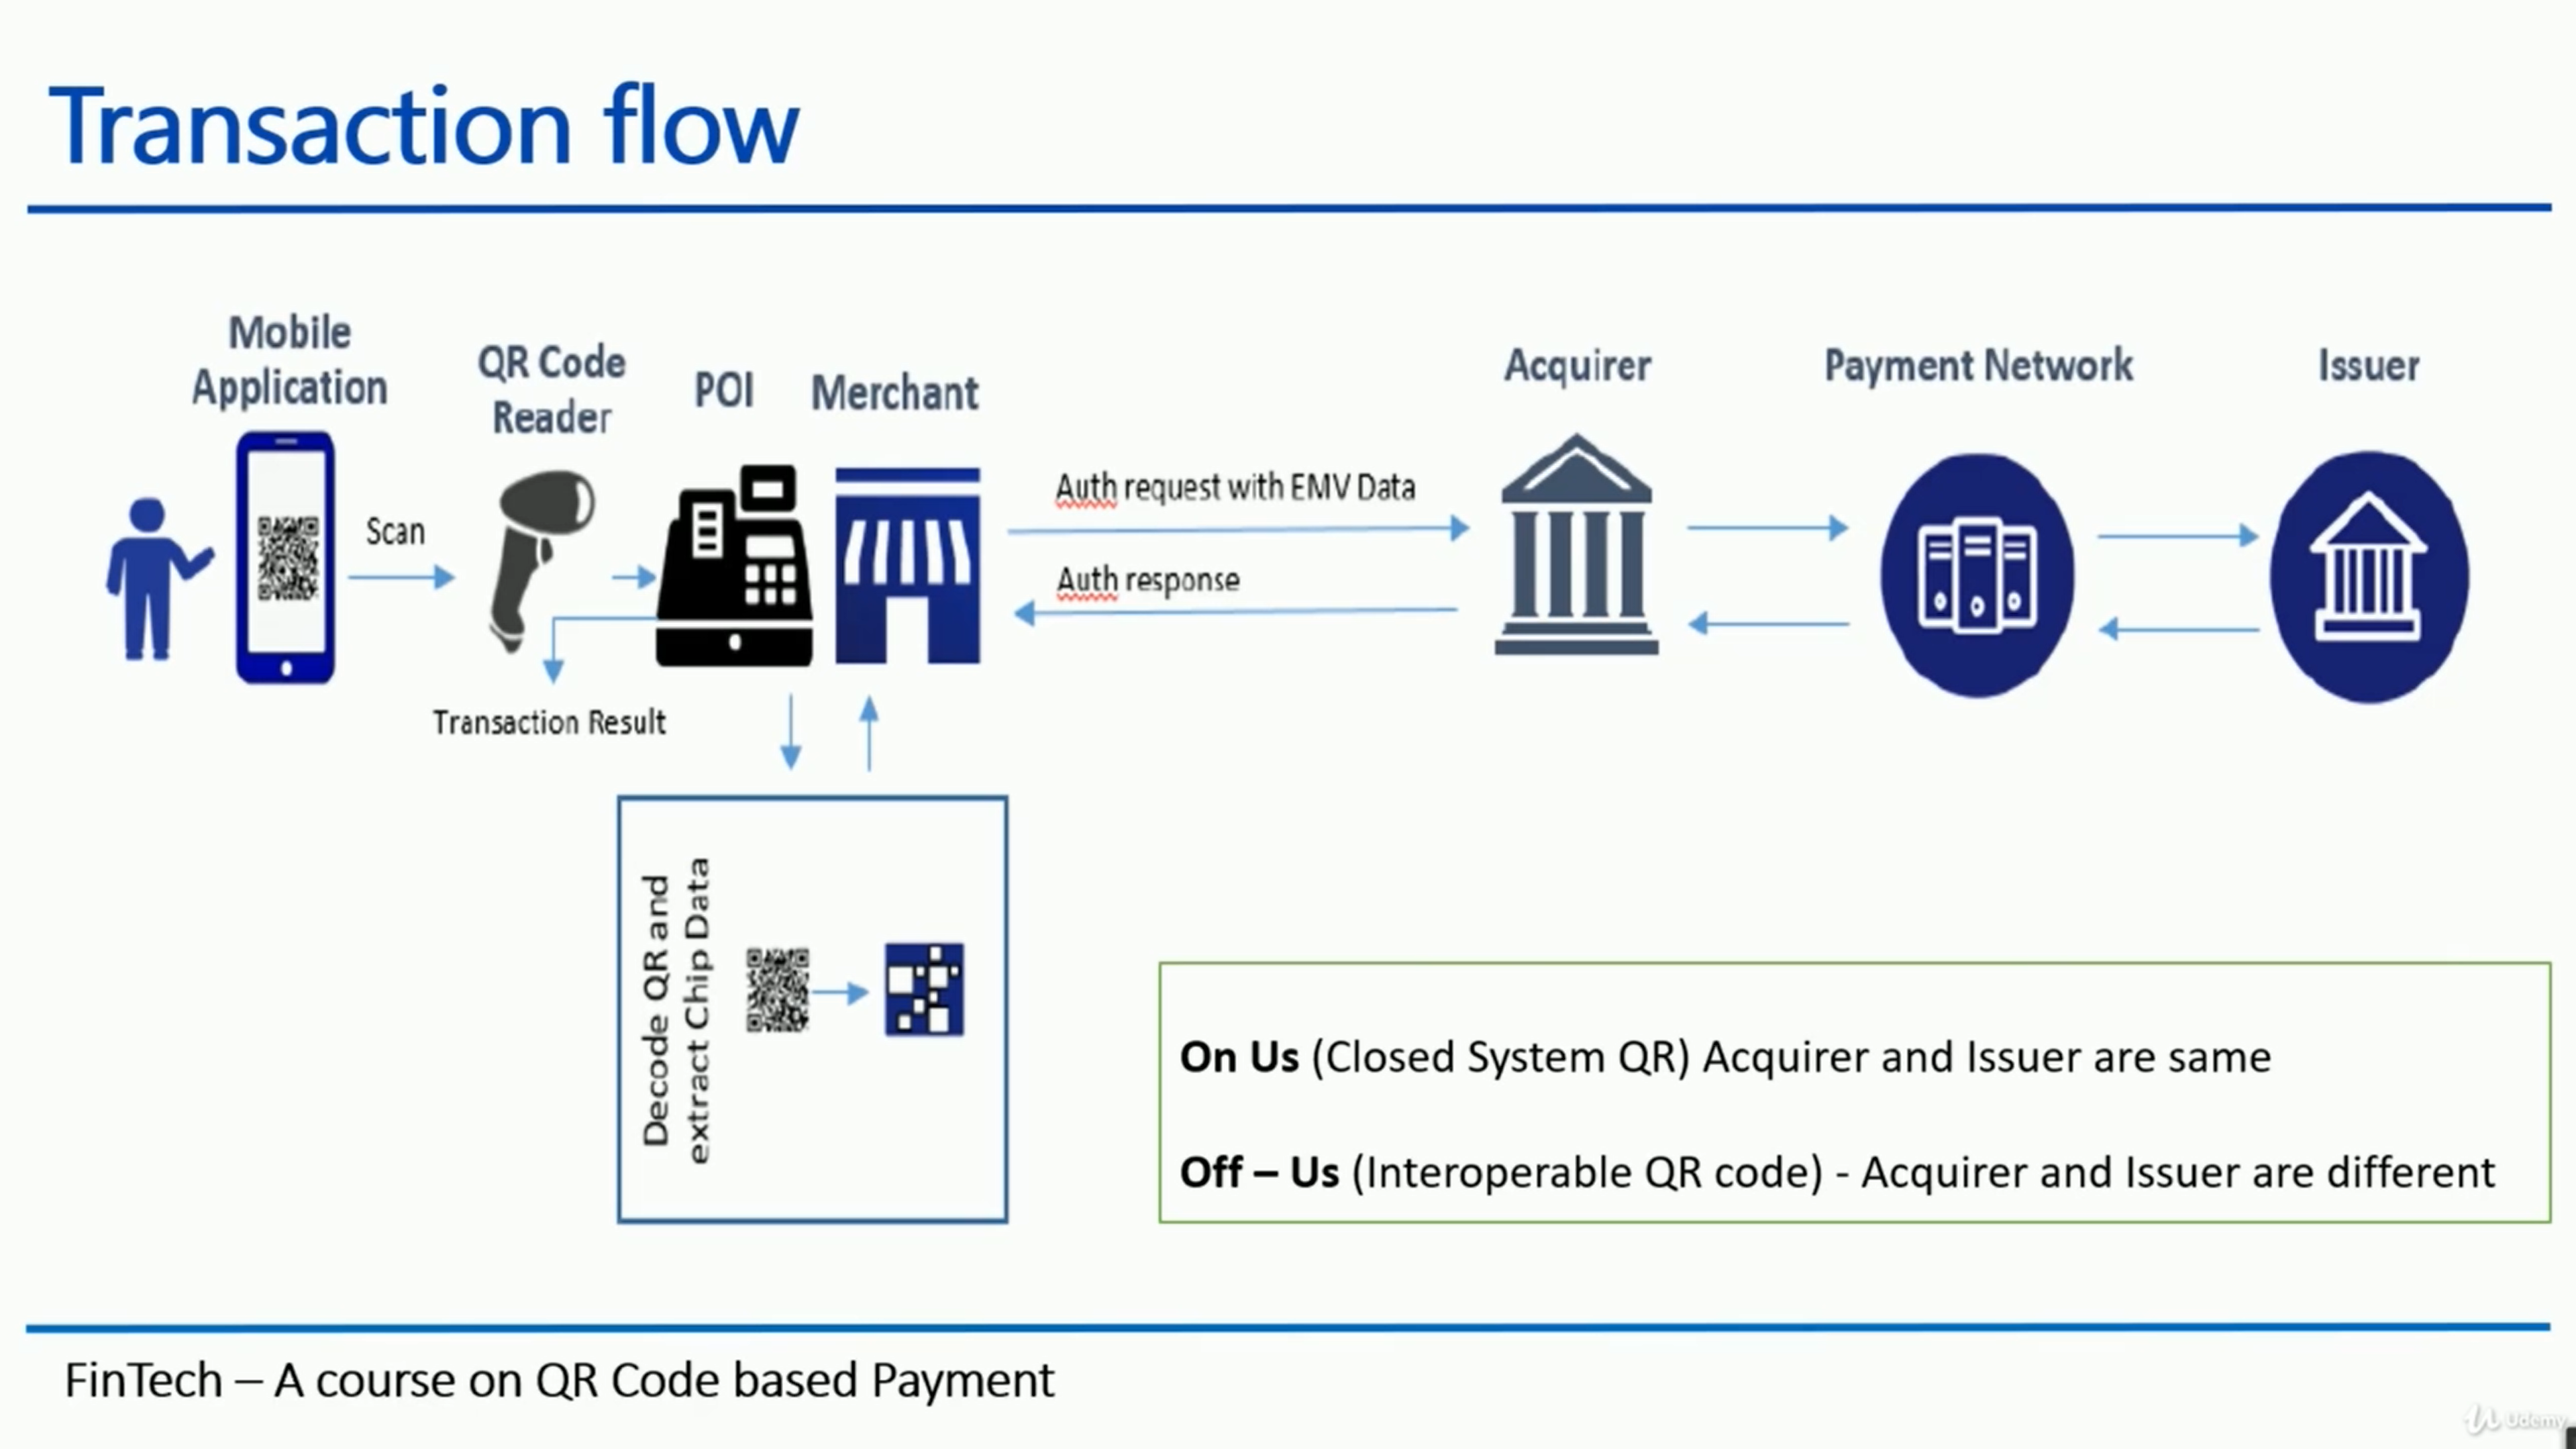 Transaction flow
Mobile
Application
QR Code
Reader
POI
Merchant
Acquirer
Payment Network
Issuer
Scan
Auth request with EMV Data
Auth response
Transaction Result
Decode QR and
extract Chip Data
On Us (Closed System QR) Acquirer and Issuer are same
Off – Us (Interoperable QR code) - Acquirer and Issuer are different
FinTech – A course on QR Code based Payment
Udemy